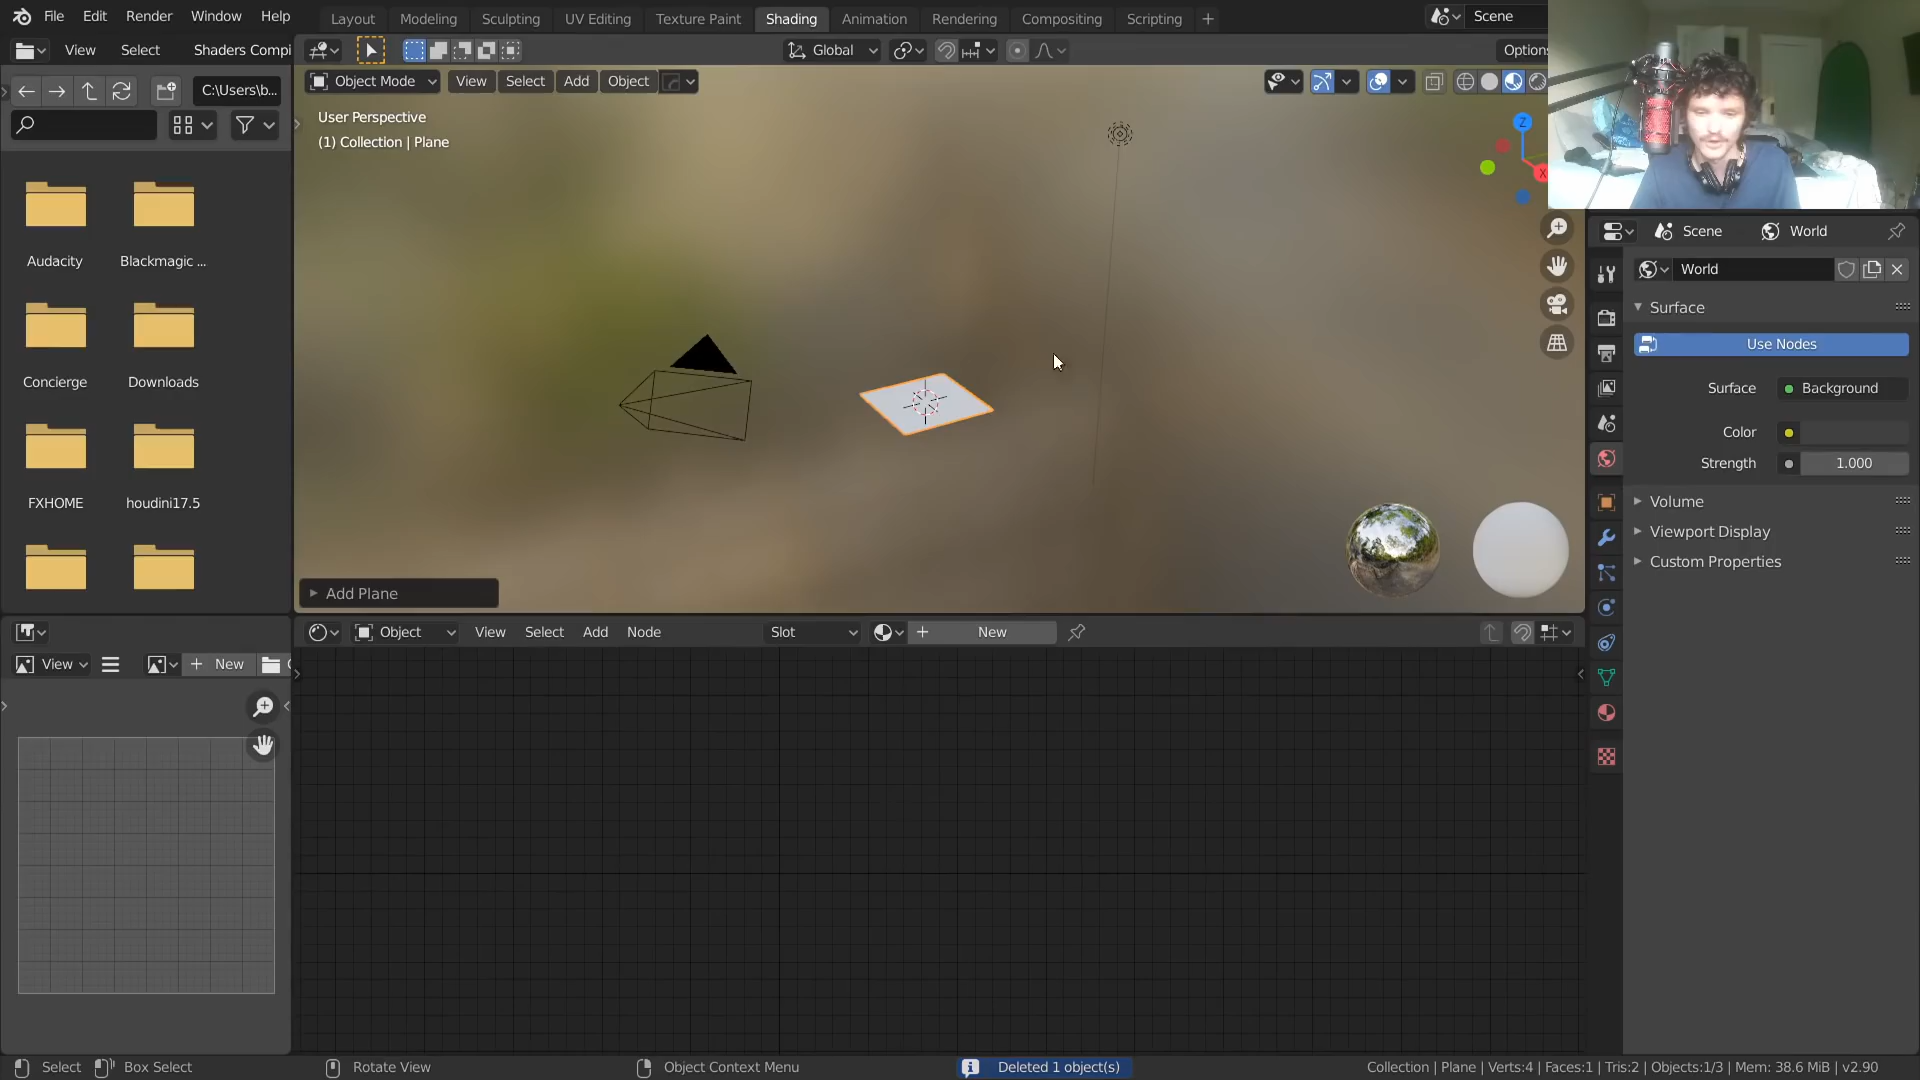 File Edit Render Window Help Layout Modeling Sculpting UV Editing Texture Paint Shading Animation Rendering Compositing Scripting + Scene
View Select Shaders Compi Global Options
C:\Users\b...
Object Mode View Select Add Object
User Perspective
(1) Collection | Plane
Z
X
Audacity Blackmagic ...
Concierge Downloads
FXHOME houdini17.5
Add Plane
Scene World
World
Surface
Use Nodes
Surface Background
Color
Strength 1.000
Volume
Viewport Display
Custom Properties
Object View Select Add Node Slot + New
View + New
Select Box Select Rotate View Object Context Menu Deleted 1 object(s) Collection | Plane | Verts:4 | Faces:1 | Tris:2 | Objects:1/3 | Mem: 38.6 MiB | v2.90